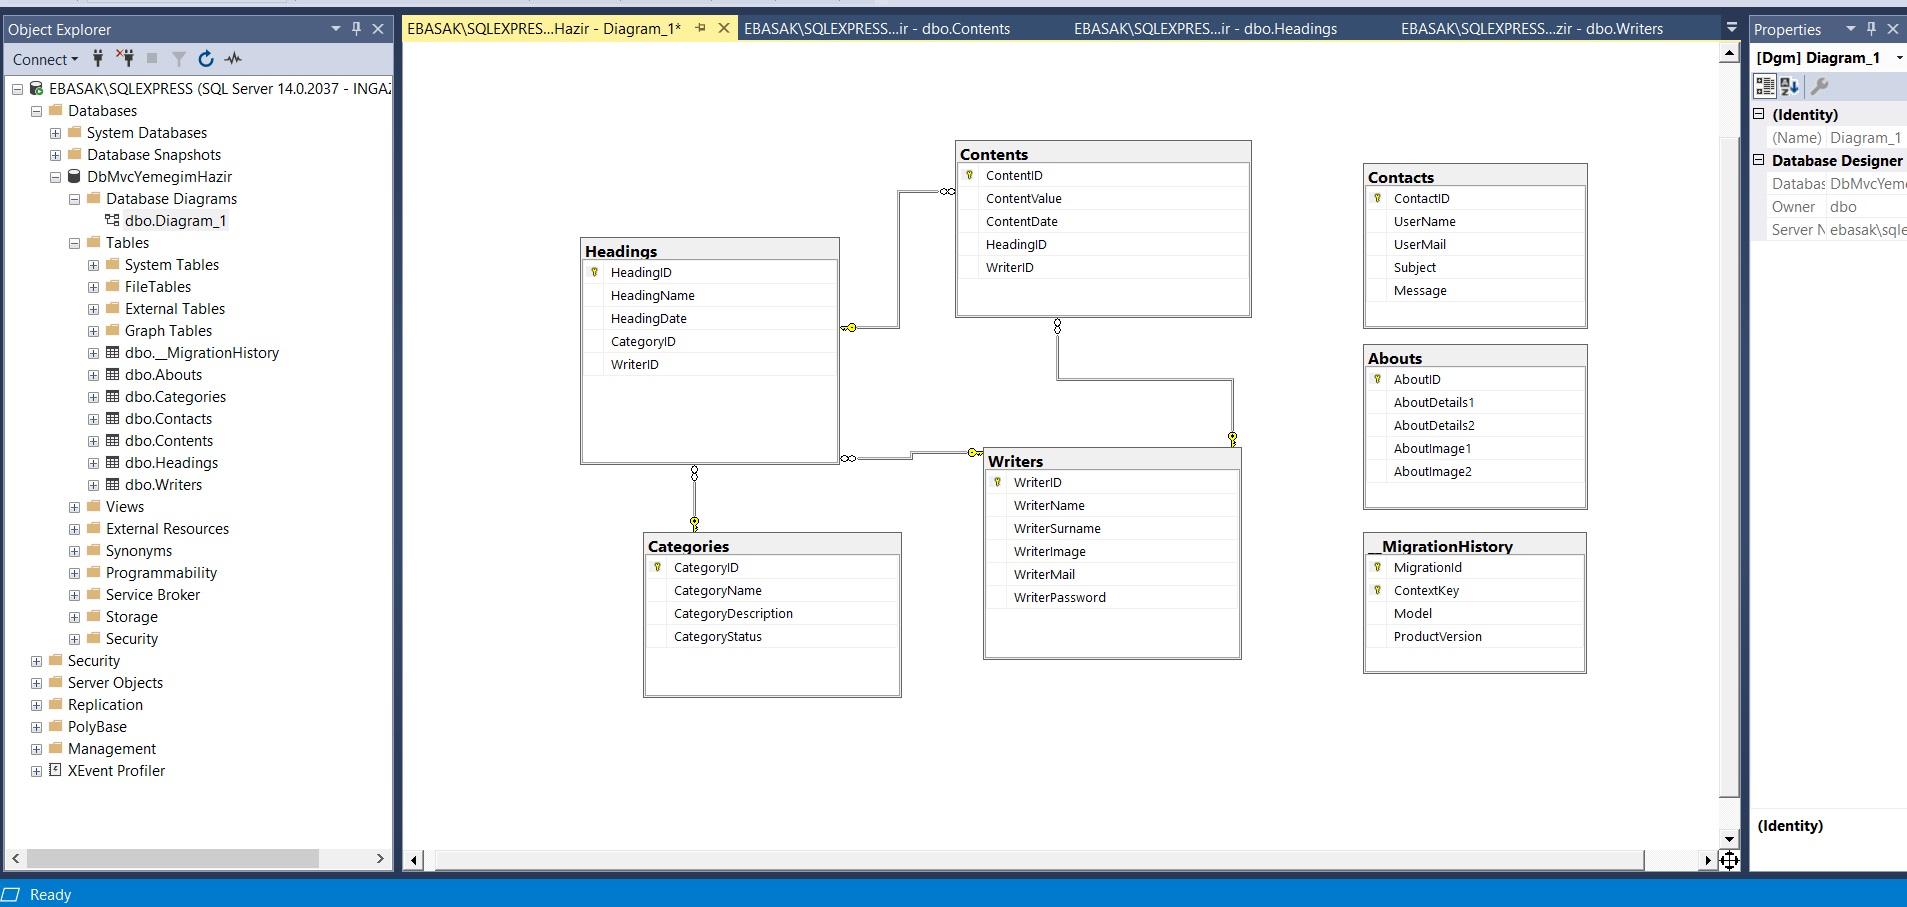 Object Explorer
Connect
EBASAK\SQLEXPRESS (SQL Server 14.0.2037 - INGAZ
Databases
System Databases
Database Snapshots
DbMvcYemegimHazir
Database Diagrams
dbo.Diagram_1
Tables
System Tables
FileTables
External Tables
Graph Tables
dbo.__MigrationHistory
dbo.Abouts
dbo.Categories
dbo.Contacts
dbo.Contents
dbo.Headings
dbo.Writers
Views
External Resources
Synonyms
Programmability
Service Broker
Storage
Security
Security
Server Objects
Replication
PolyBase
Management
XEvent Profiler
EBASAK\SQLEXPRES...Hazir - Diagram_1*
EBASAK\SQLEXPRESS...ir - dbo.Contents
EBASAK\SQLEXPRES...ir - dbo.Headings
EBASAK\SQLEXPRESS...zir - dbo.Writers
Headings
HeadingID
HeadingName
HeadingDate
CategoryID
WriterID
Contents
ContentID
ContentValue
ContentDate
HeadingID
WriterID
Categories
CategoryID
CategoryName
CategoryDescription
CategoryStatus
Writers
WriterID
WriterName
WriterSurname
WriterImage
WriterMail
WriterPassword
Contacts
ContactID
UserName
UserMail
Subject
Message
Abouts
AboutID
AboutDetails1
AboutDetails2
AboutImage1
AboutImage2
__MigrationHistory
MigrationId
ContextKey
Model
ProductVersion
Properties
[Dgm] Diagram_1
(Identity)
(Name) Diagram_1
Database Designer
Databas DbMvcYeme
Owner dbo
Server N ebasak\sqle
(Identity)
Ready